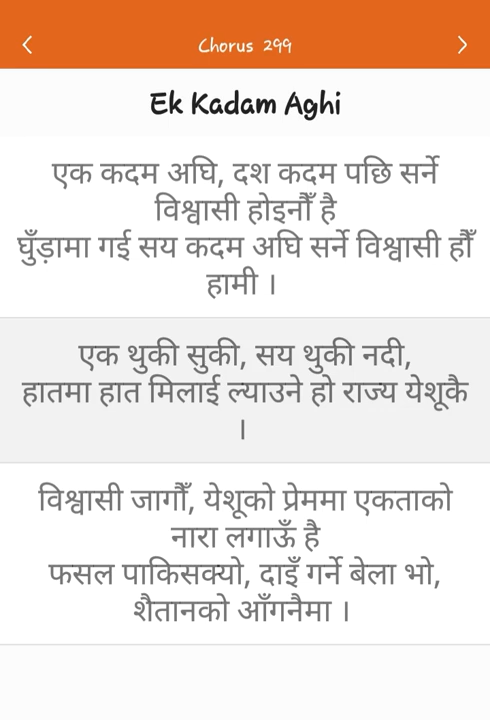 Chorus 299
Ek Kadam Aghi
एक कदम अघि, दश कदम पछि सर्ने
विश्वासी होइनौँ है
घुँड़ामा गई सय कदम अघि सर्ने विश्वासी हौँ
हामी ।
एक थुकी सुकी, सय थुकी नदी,
हातमा हात मिलाई ल्याउने हो राज्य येशूकै
।
विश्वासी जागौँ, येशूको प्रेममा एकताको
नारा लगाऊँ है
फसल पाकिसक्यो, दाइँ गर्ने बेला भो,
शैतानको आँगनैमा ।